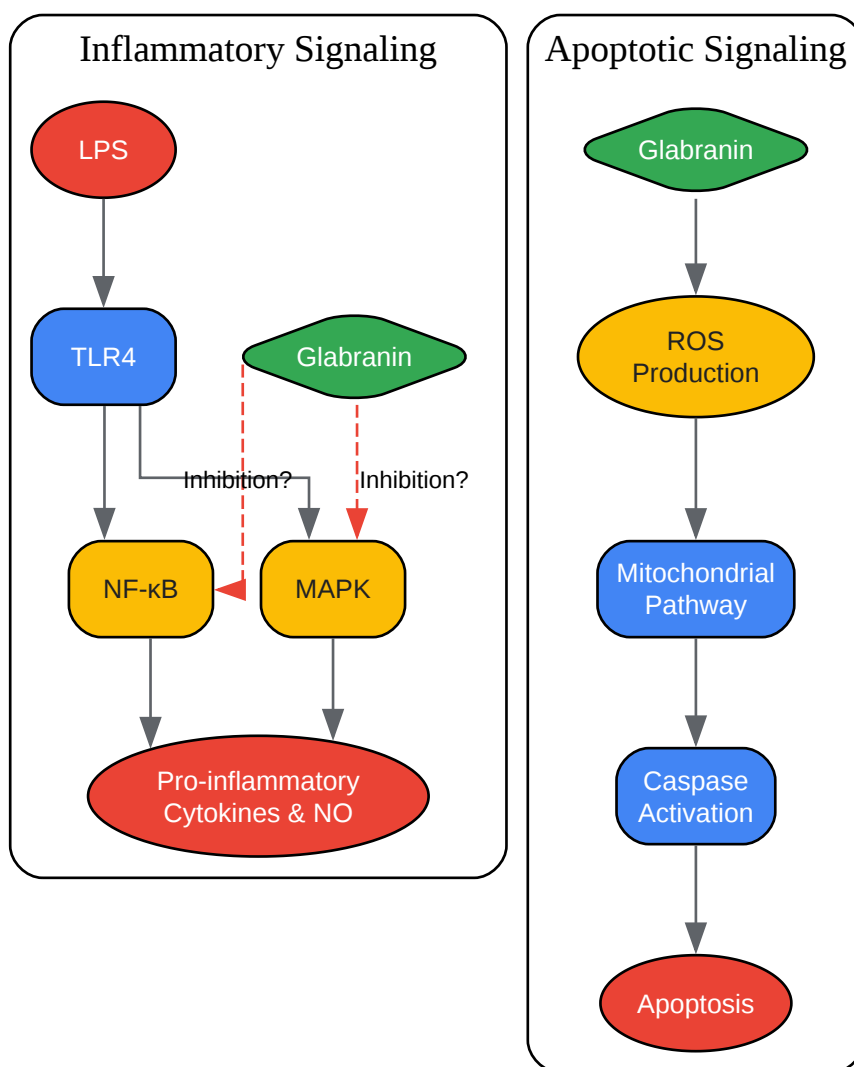 Inflammatory Signaling
LPS
TLR4
Glabranin
Inhibition?
Inhibition?
NF-κB
MAPK
Pro-inflammatory
Cytokines & NO
Apoptotic Signaling
Glabranin
ROS
Production
Mitochondrial
Pathway
Caspase
Activation
Apoptosis